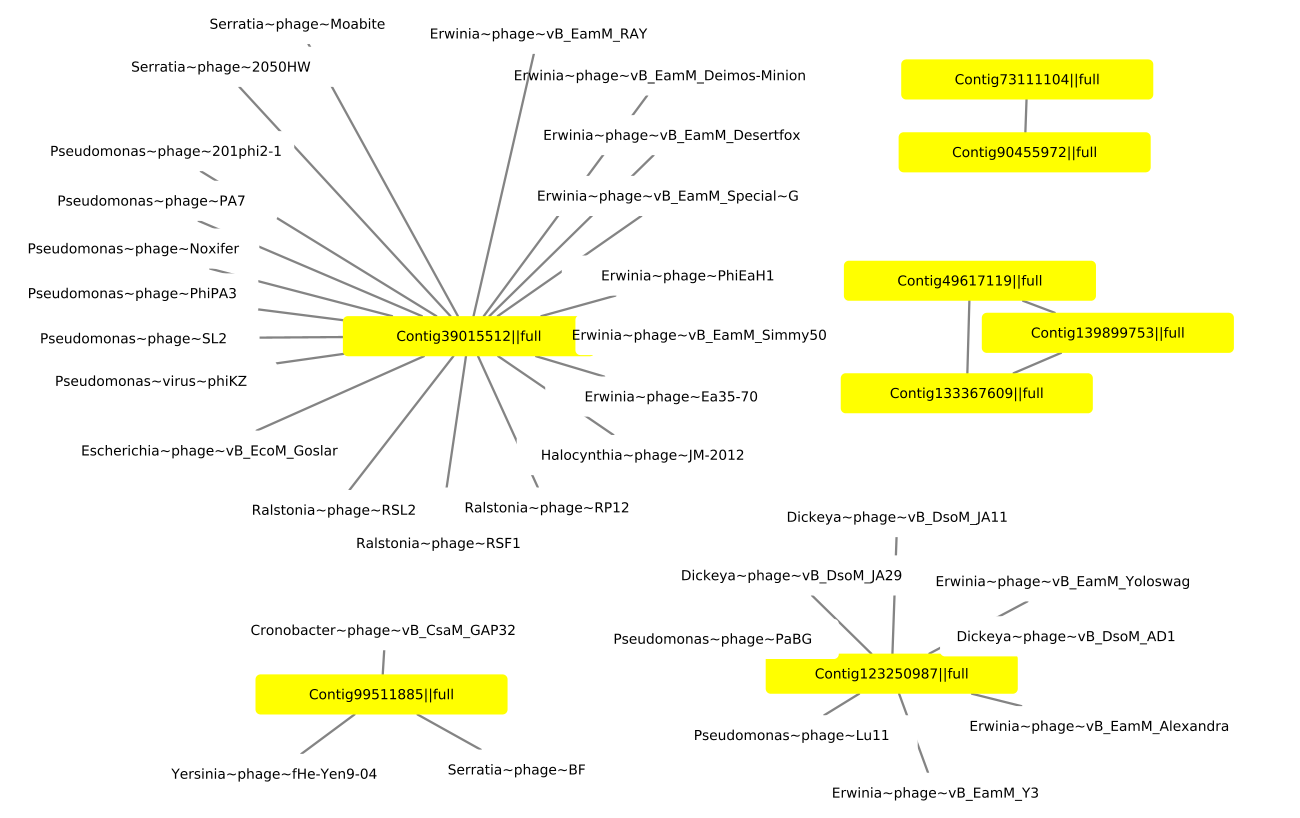 Serratia~phage~Moabite
Erwinia~phage~vB_EamM_RAY
Serratia~phage~2050HW
Erwinia~phage~vB_EamM_Deimos-Minion
Contig73111104||full
Erwinia~phage~vB_EamM_Desertfox
Pseudomonas~phage~201phi2-1
Contig90455972||full
Pseudomonas~phage~PA7
Erwinia~phage~vB_EamM_Special~G
Pseudomonas~phage~Noxifer
Erwinia~phage~PhiEaH1
Contig49617119||full
Pseudomonas~phage~PhiPA3
Contig139899753||full
Pseudomonas~phage~SL2
Contig39015512||full
Erwinia~phage~vB_EamM_Simmy50
Pseudomonas~virus~phiKZ
Erwinia~phage~Ea35-70
Contig133367609||full
Escherichia~phage~vB_EcoM_Goslar
Halocynthia~phage~JM-2012
Ralstonia~phage~RSL2
Ralstonia~phage~RP12
Ralstonia~phage~RSF1
Dickeya~phage~vB_DsoM_JA11
Dickeya~phage~vB_DsoM_JA29
Erwinia~phage~vB_EamM_Yoloswag
Cronobacter~phage~vB_CsaM_GAP32
Pseudomonas~phage~PaBG
Dickeya~phage~vB_DsoM_AD1
Contig99511885||full
Contig123250987||full
Pseudomonas~phage~Lu11
Erwinia~phage~vB_EamM_Alexandra
Yersinia~phage~fHe-Yen9-04
Serratia~phage~BF
Erwinia~phage~vB_EamM_Y3